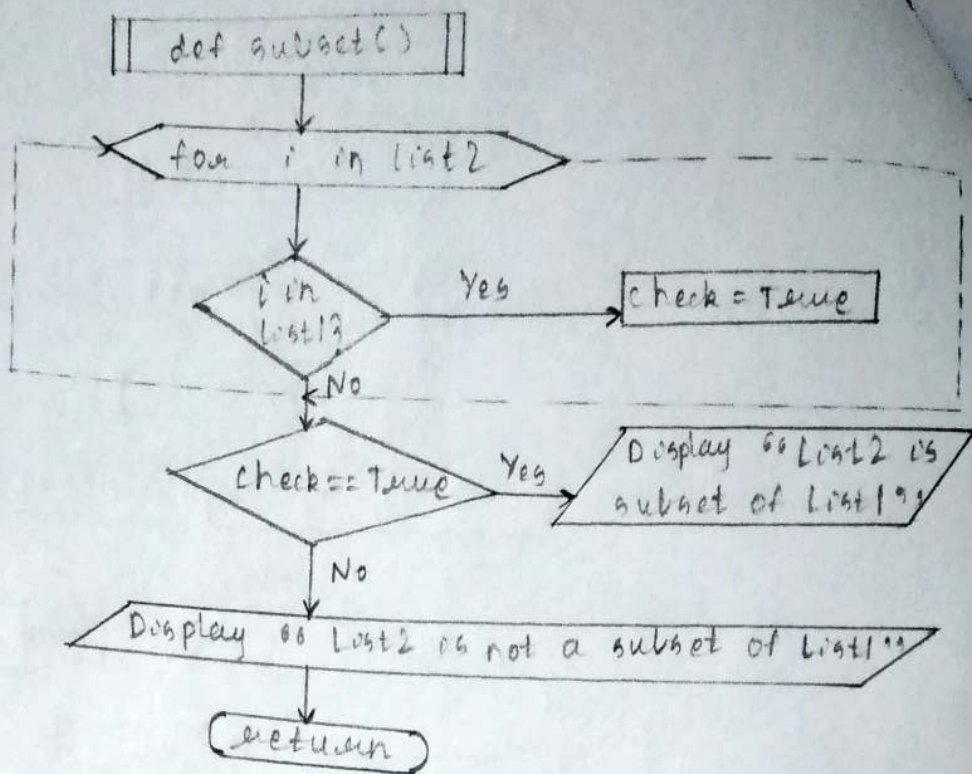 def subset()
for i in list2
i in
list1?
Yes
check = True
No
check == True
Yes
Display “List2 is
subset of List1”
No
Display “List2 is not a subset of List1”
return